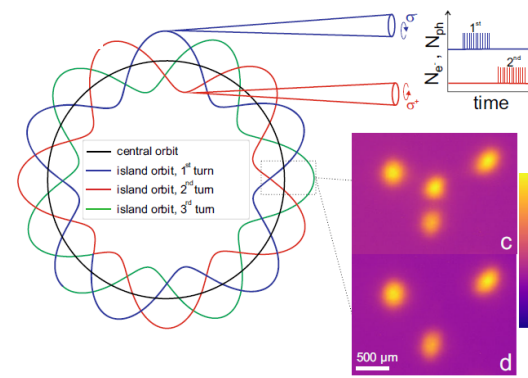 σ⁻
σ⁺
1ˢᵗ
2ⁿᵈ
Nₑ₋, Nₚₕ
time
central orbit
island orbit, 1ˢᵗ turn
island orbit, 2ⁿᵈ turn
island orbit, 3ʳᵈ turn
c
500 µm
d